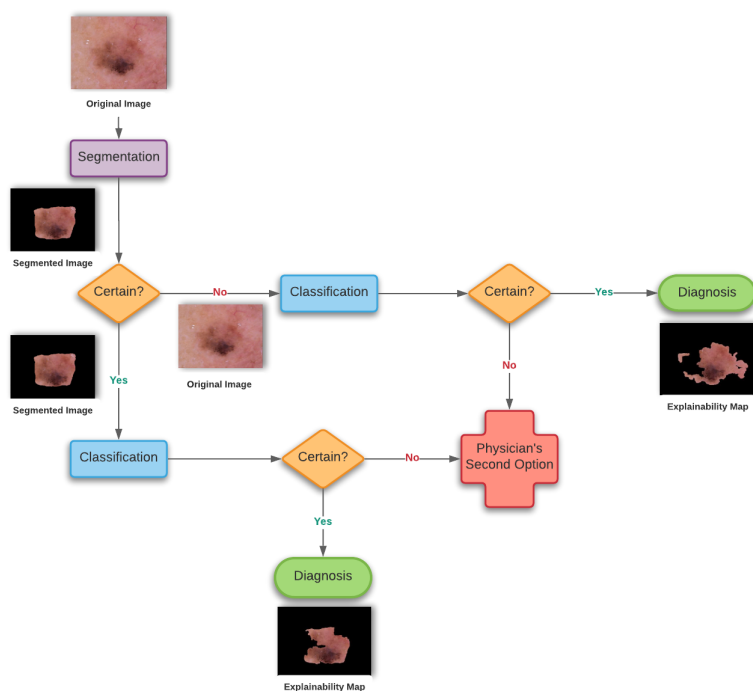 Original Image
Segmentation
Segmented Image
Certain?
No
Classification
Certain?
Yes
Diagnosis
Original Image
Segmented Image
Yes
No
Explainability Map
Classification
Certain?
No
Physician's
Second Option
Yes
Diagnosis
Explainability Map